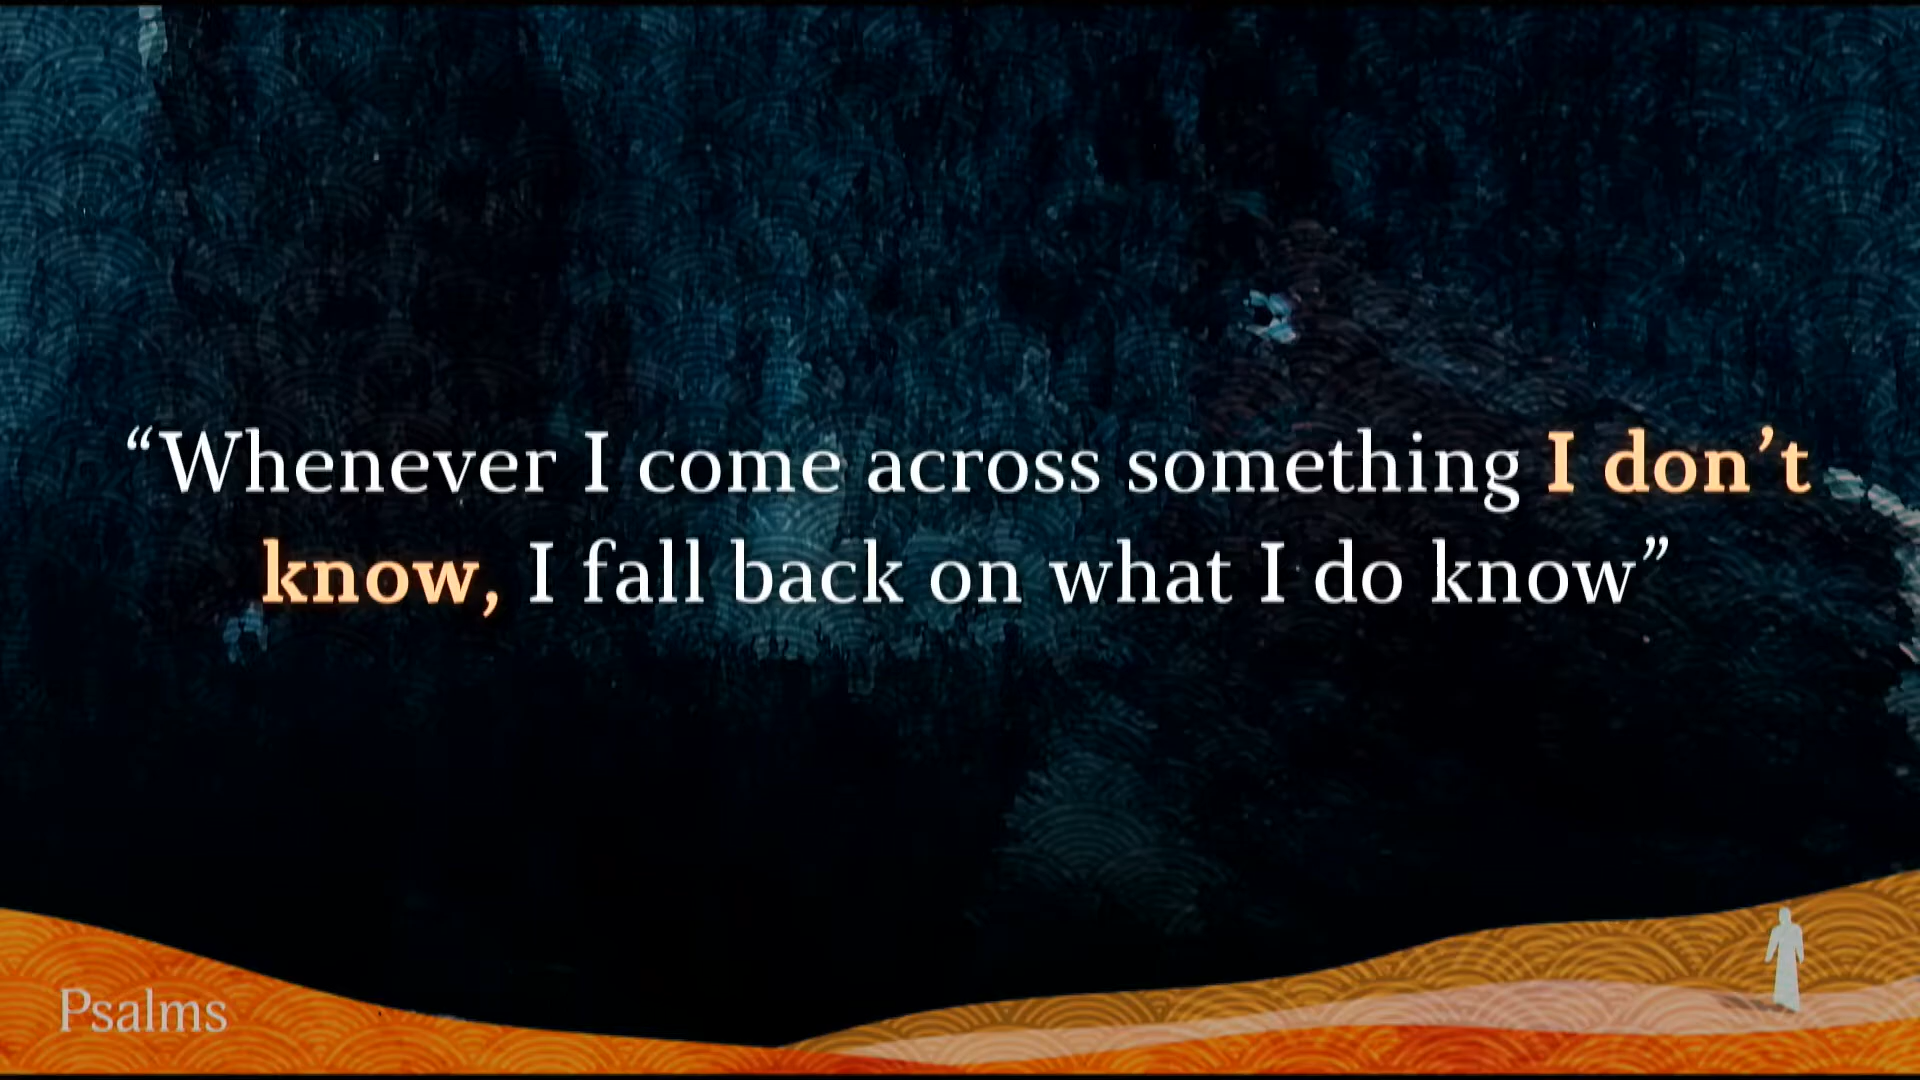 “Whenever I come across something I don’t
know, I fall back on what I do know”
Psalms